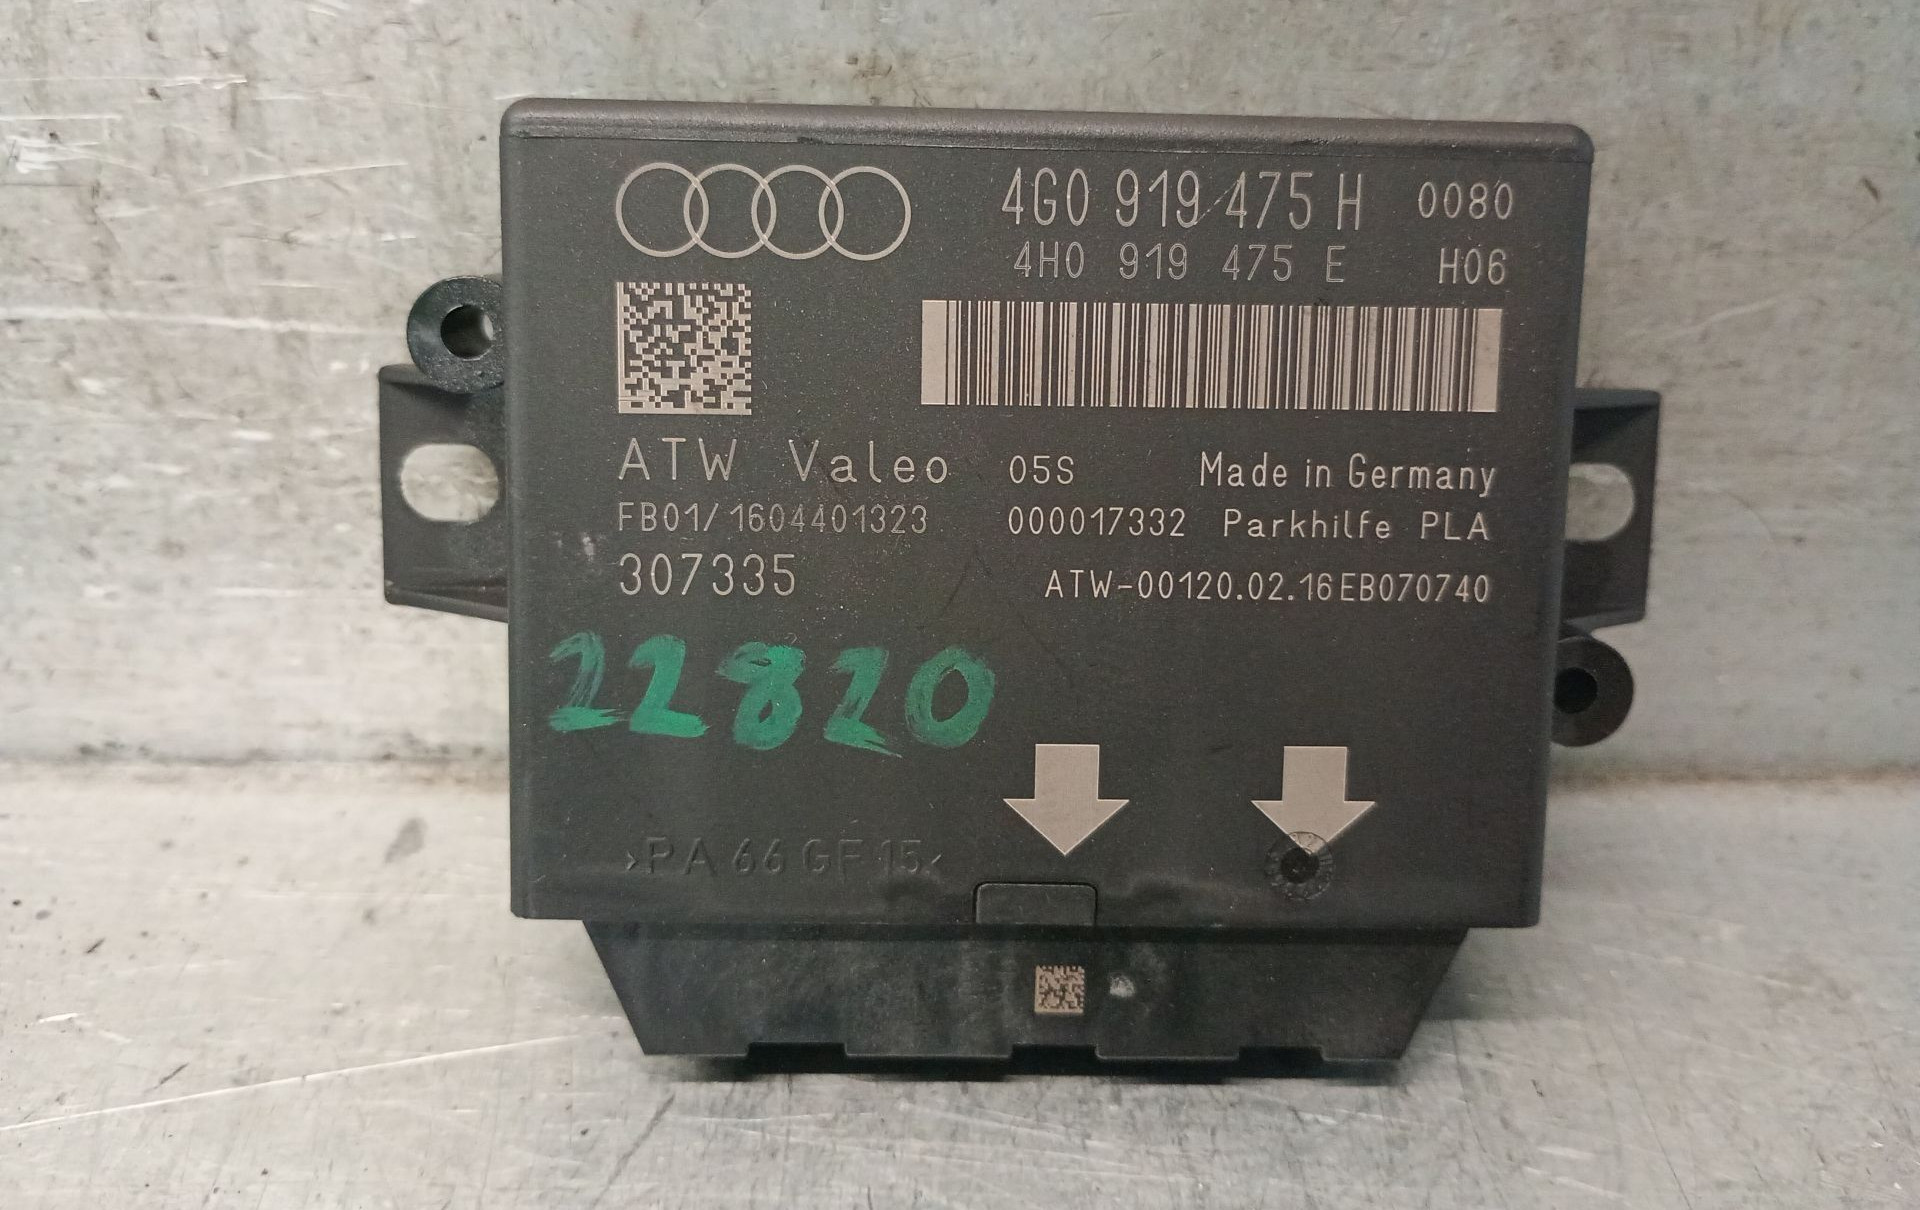 4G0 919 475 H 0080
4H0 919 475 E H06
ATW Valeo 05S Made in Germany
FB01/1604401323 000017332 Parkhilfe PLA
307335 ATW-00120.02.16EB070740
22820
>PA 66 GF 15<